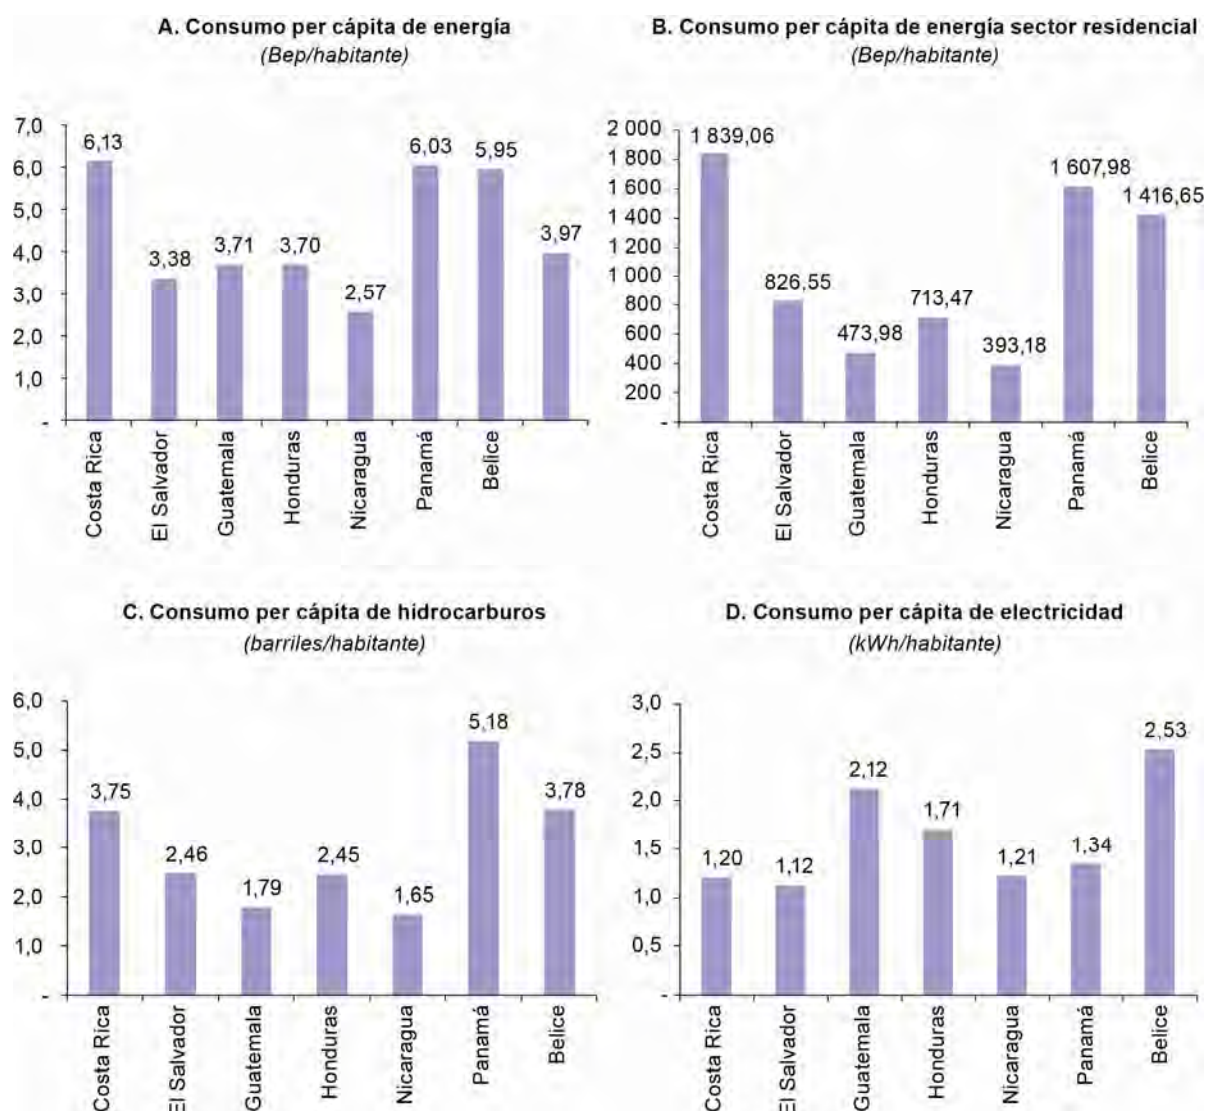 A. Consumo per cápita de energía
(Bep/habitante)
7,0
6,0
5,0
4,0
3,0
2,0
1,0
-
6,13
3,38
3,71
3,70
2,57
6,03
5,95
3,97
Costa Rica
El Salvador
Guatemala
Honduras
Nicaragua
Panamá
Belice
B. Consumo per cápita de energía sector residencial
(Bep/habitante)
2 000
1 800
1 600
1 400
1 200
1 000
800
600
400
200
-
1 839,06
826,55
473,98
713,47
393,18
1 607,98
1 416,65
Costa Rica
El Salvador
Guatemala
Honduras
Nicaragua
Panamá
Belice
C. Consumo per cápita de hidrocarburos
(barriles/habitante)
6,0
5,0
4,0
3,0
2,0
1,0
-
3,75
2,46
1,79
2,45
1,65
5,18
3,78
Costa Rica
El Salvador
Guatemala
Honduras
Nicaragua
Panamá
Belice
D. Consumo per cápita de electricidad
(kWh/habitante)
3,0
2,5
2,0
1,5
1,0
0,5
-
1,20
1,12
2,12
1,71
1,21
1,34
2,53
Costa Rica
El Salvador
Guatemala
Honduras
Nicaragua
Panamá
Belice